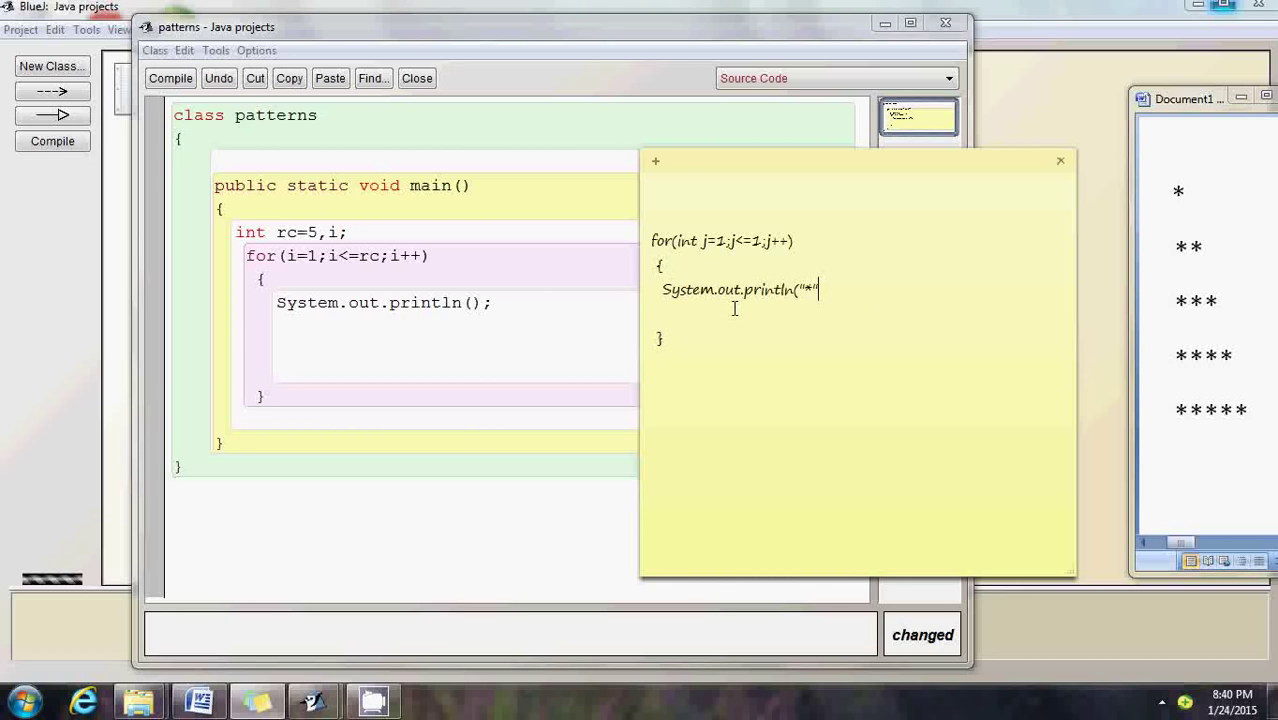 BlueJ: Java projects
Project Edit Tools View
New Class...
Compile
patterns - Java projects
Class Edit Tools Options
Compile Undo Cut Copy Paste Find... Close Source Code
class patterns
{
public static void main()
{
int rc=5,i;
for(i=1;i<=rc;i++)
{
System.out.println();
}
}
}
changed
+ ×
for(int j=1;j<=1;j++)
{
System.out.println("*"
}
Document1 ...
*
**
***
****
*****
8:40 PM
1/24/2015